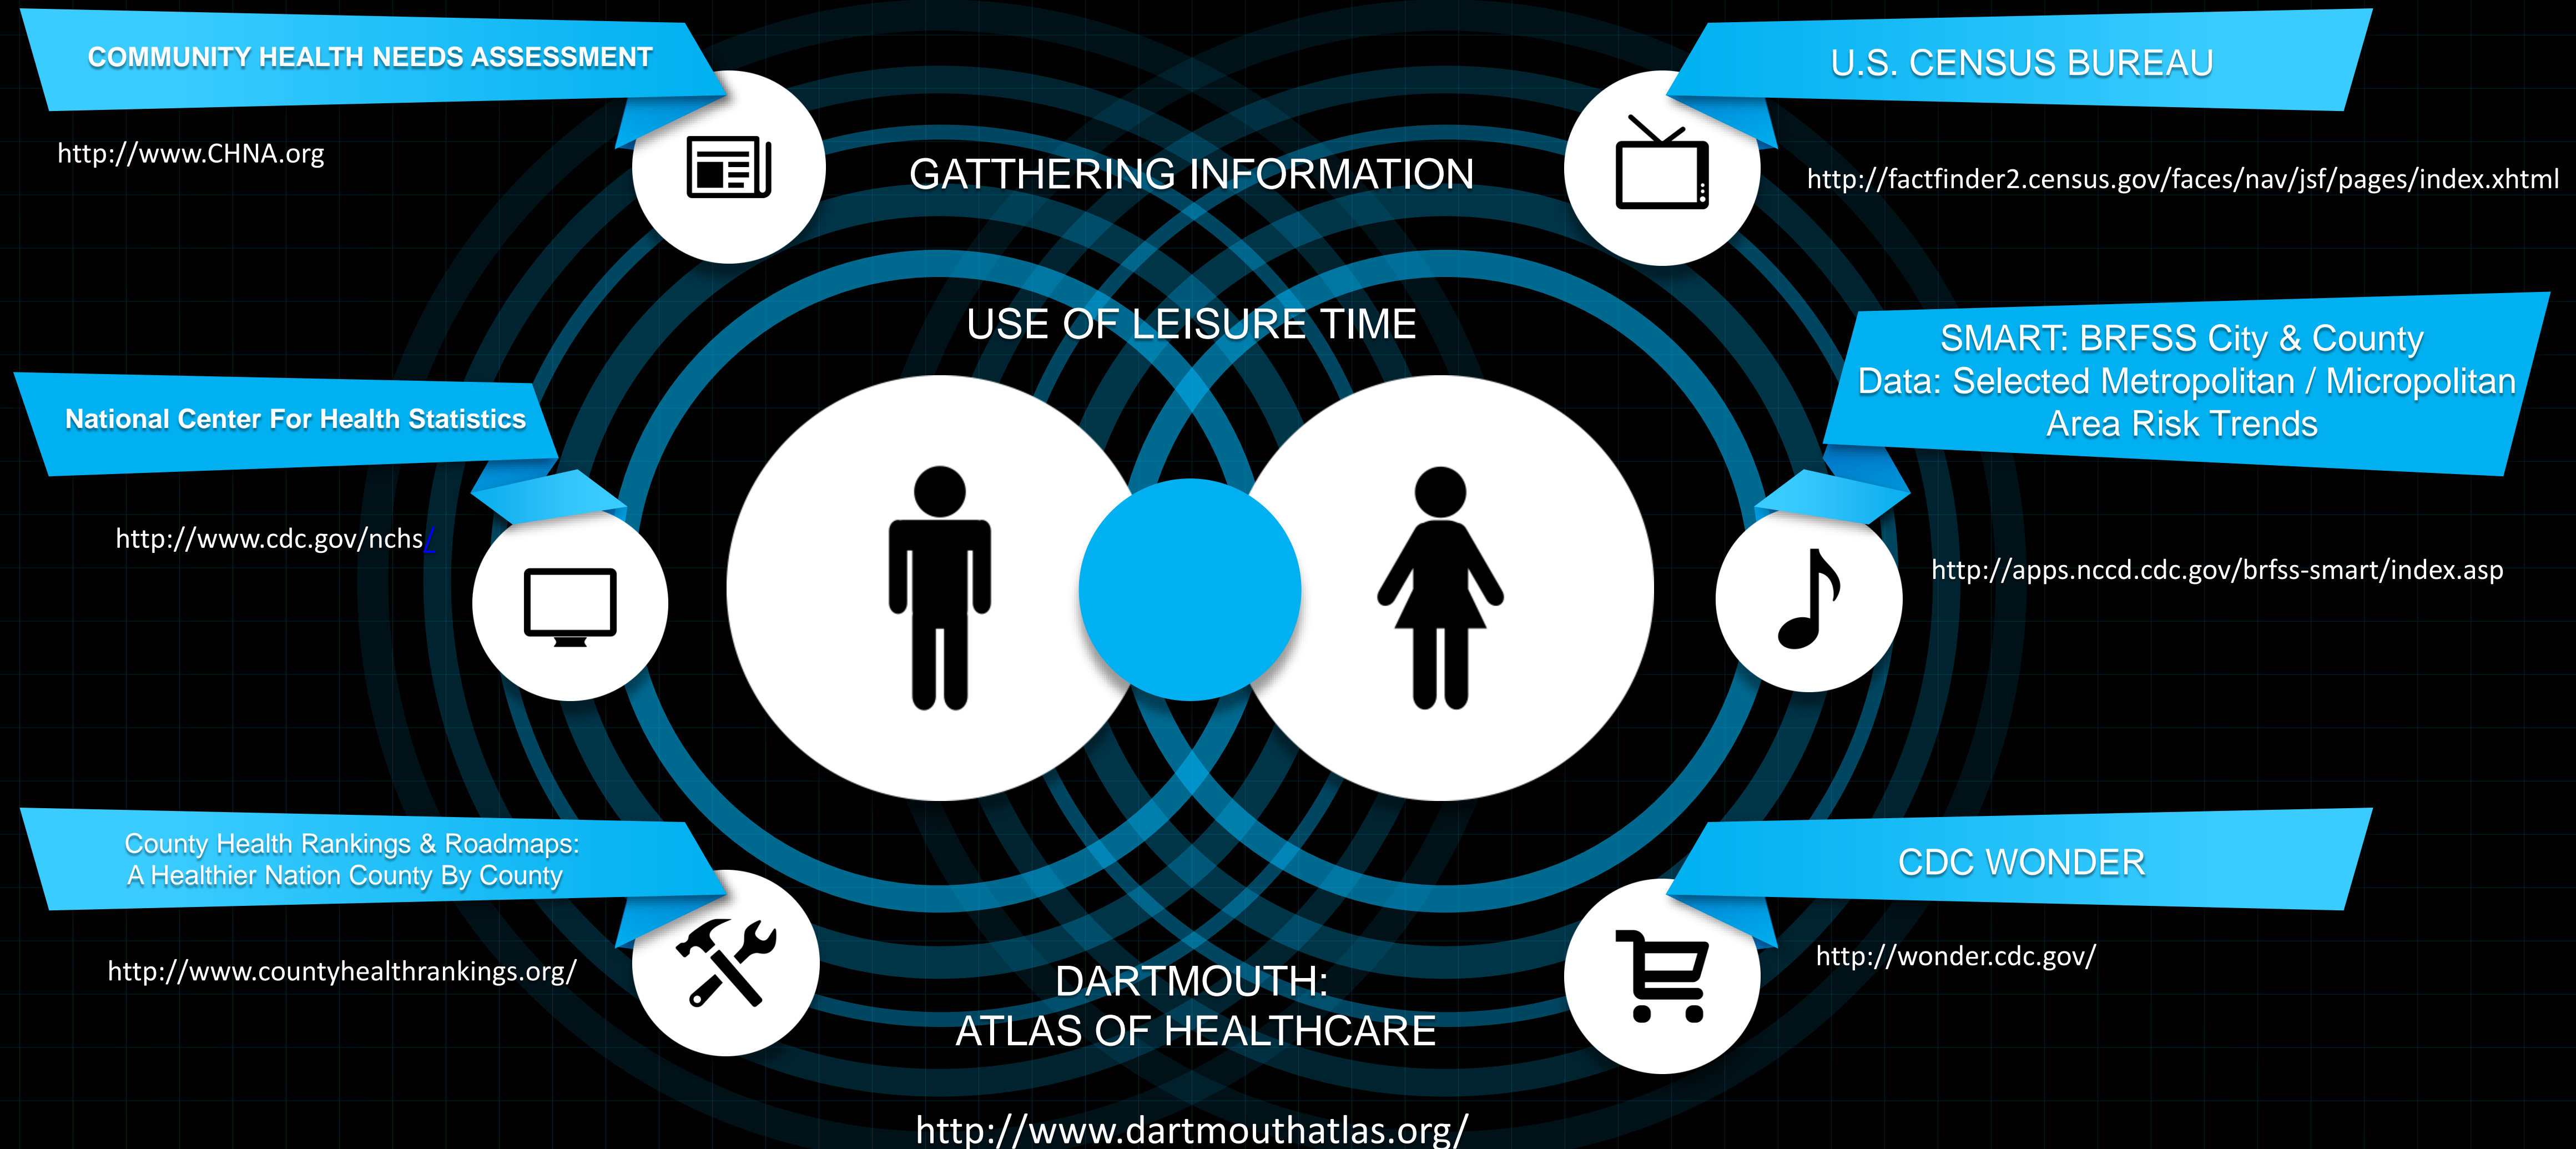 COMMUNITY HEALTH NEEDS ASSESSMENT
http://www.CHNA.org
U.S. CENSUS BUREAU
http://factfinder2.census.gov/faces/nav/jsf/pages/index.xhtml
GATTHERING INFORMATION
USE OF LEISURE TIME
National Center For Health Statistics
http://www.cdc.gov/nchs/
SMART: BRFSS City & County
Data: Selected Metropolitan / Micropolitan
Area Risk Trends
http://apps.nccd.cdc.gov/brfss-smart/index.asp
County Health Rankings & Roadmaps:
A Healthier Nation County By County
http://www.countyhealthrankings.org/
CDC WONDER
http://wonder.cdc.gov/
DARTMOUTH:
ATLAS OF HEALTHCARE
http://www.dartmouthatlas.org/